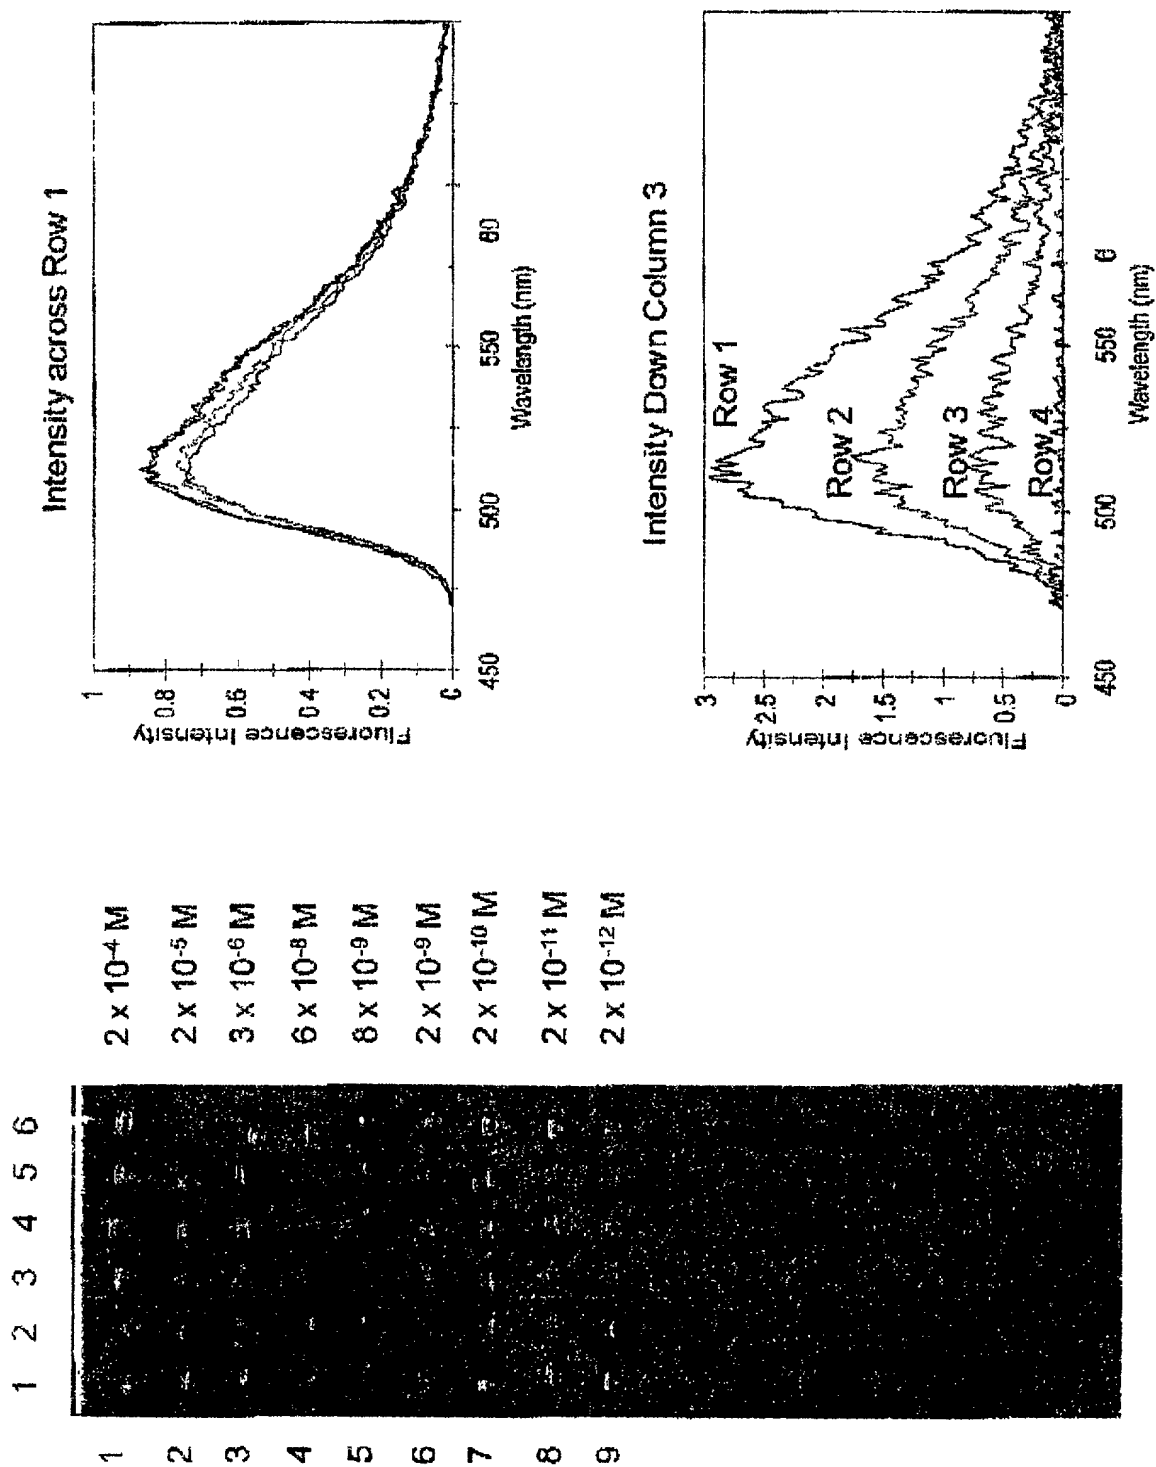 1 2 3 4 5 6
1 2 x 10-4 M
2 2 x 10-5 M
3 3 x 10-6 M
4 6 x 10-8 M
5 8 x 10-9 M
6 2 x 10-9 M
7 2 x 10-10 M
8 2 x 10-11 M
9 2 x 10-12 M
Intensity across Row 1
Fluorescence Intensity
1
0.8
0.6
0.4
0.2
0
450 500 550 60
Wavelength (nm)
Intensity Down Column 3
Fluorescence Intensity
3
2.5
2
1.5
1
0.5
0
Row 1
Row 2
Row 3
Row 4
450 500 550 0
Wavelength (nm)